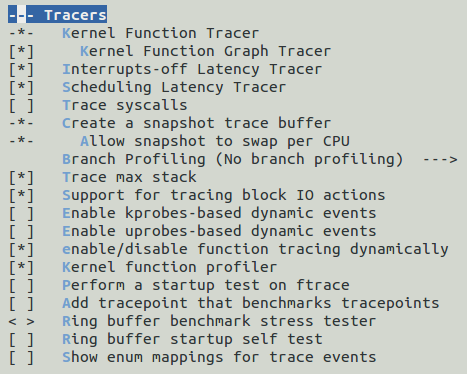 --- Tracers
-*-   Kernel Function Tracer
[*]     Kernel Function Graph Tracer
[*]   Interrupts-off Latency Tracer
[*]   Scheduling Latency Tracer
[ ]   Trace syscalls
-*-   Create a snapshot trace buffer
-*-     Allow snapshot to swap per CPU
      Branch Profiling (No branch profiling)  --->
[*]   Trace max stack
[*]   Support for tracing block IO actions
[ ]   Enable kprobes-based dynamic events
[ ]   Enable uprobes-based dynamic events
[*]   enable/disable function tracing dynamically
[*]   Kernel function profiler
[ ]   Perform a startup test on ftrace
[ ]   Add tracepoint that benchmarks tracepoints
< >   Ring buffer benchmark stress tester
[ ]   Ring buffer startup self test
[ ]   Show enum mappings for trace events